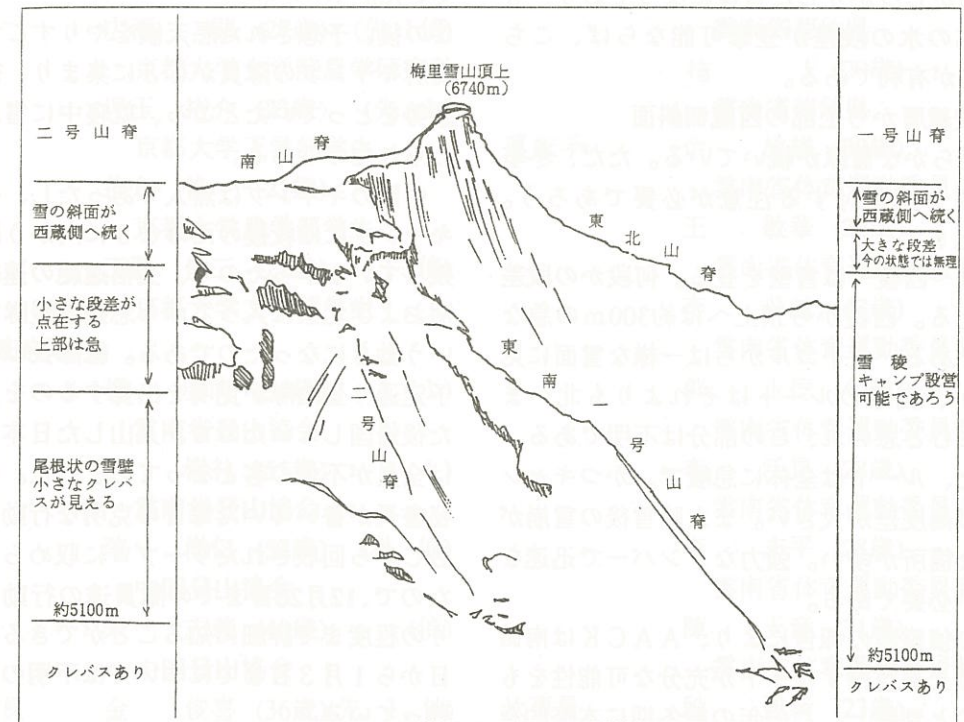 梅里雪山頂上
(6740m)
二号山脊
南山脊
東北山脊
東南一号山脊
号山脊
雪の斜面が
西蔵側へ続く
小さな段差が
点在する
上部は急
尾根状の雪壁
小さなクレバ
スが見える
約5100m
クレバスあり
一号山脊
雪の斜面が
西蔵側へ続く
大きな段差
今の状態では無理
雪稜
キャンプ設営
可能であろう
約5100m
クレバスあり